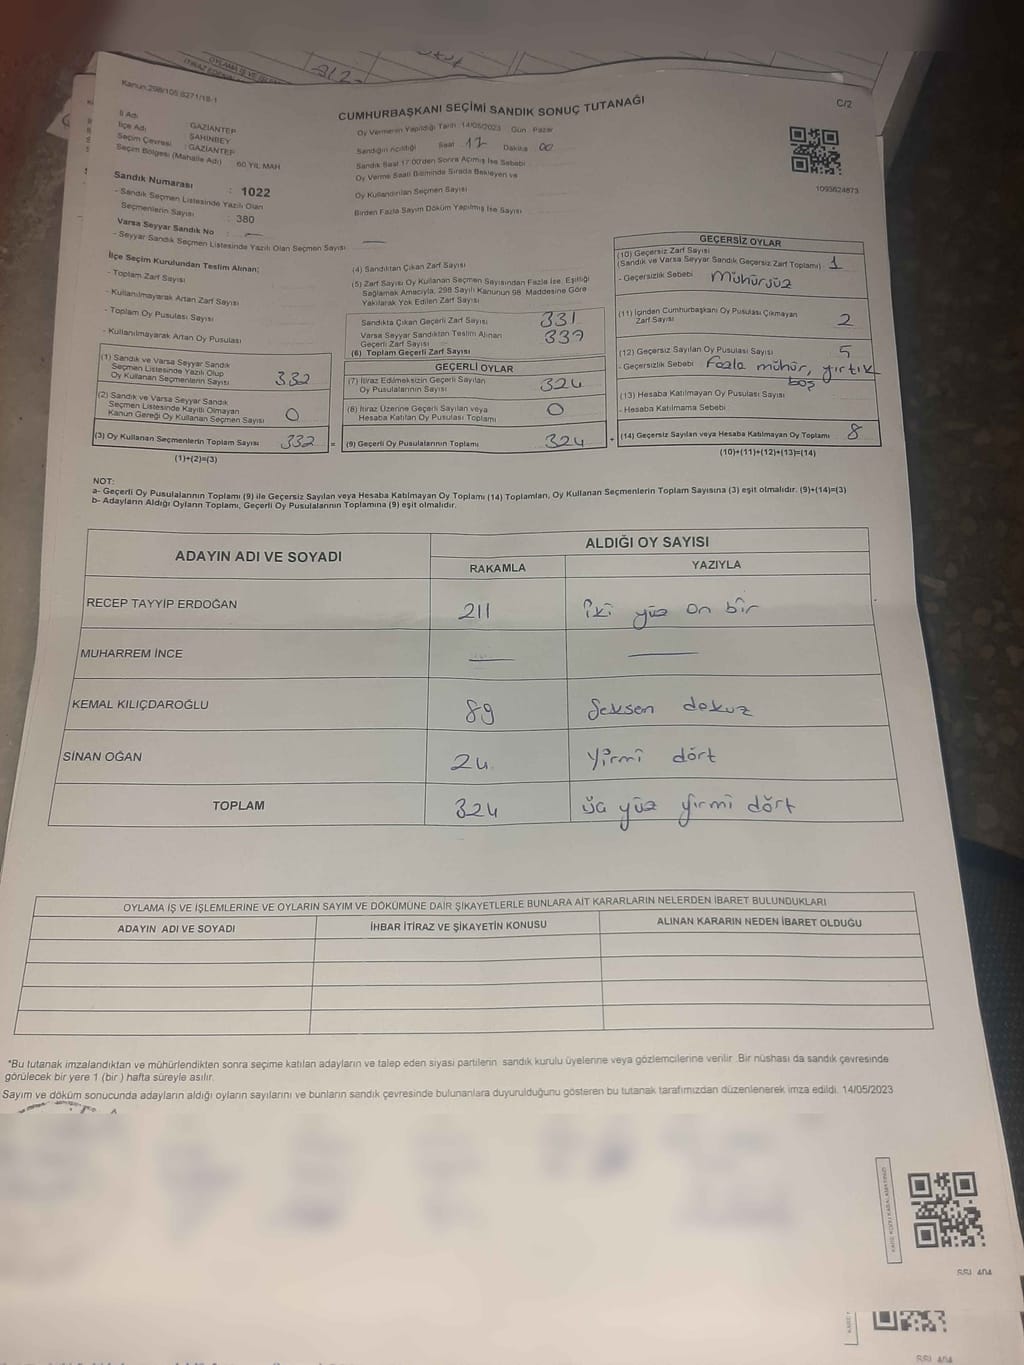 Kanun 298/105 6271/18-1
C/2
CUMHURBAŞKANI SEÇİMİ SANDIK SONUÇ TUTANAĞI
İl Adı GAZİANTEP
İlçe Adı ŞAHİNBEY
Seçim Çevresi : GAZİANTEP
Seçim Bölgesi (Mahalle Adı) 60 YIL MAH
Sandık Numarası : 1022
- Sandık Seçmen Listesinde Yazılı Olan
Seçmenlerin Sayısı : 380
Varsa Seyyar Sandık No : —
- Seyyar Sandık Seçmen Listesinde Yazılı Olan Seçmen Sayısı —
Oy Vermenin Yapıldığı Tarih 14/05/2023 Gün Pazar
Sandığın Açıldığı Saat 17 Dakika 00
Sandık Saat 17:00'den Sonra Açılmış İse Sebebi
Oy Verme Saati Bitiminde Sırada Bekleyen ve
Oy Kullandırılan Seçmen Sayısı
Birden Fazla Sayım Döküm Yapılmış İse Sayısı
1095624873
İlçe Seçim Kurulundan Teslim Alınan;
- Toplam Zarf Sayısı
- Kullanılmayarak Artan Zarf Sayısı
- Toplam Oy Pusulası Sayısı
- Kullanılmayarak Artan Oy Pusulası
(1) Sandık ve Varsa Seyyar Sandık
Seçmen Listesinde Yazılı Olup
Oy Kullanan Seçmenlerin Sayısı 332
(2) Sandık ve Varsa Seyyar Sandık
Seçmen Listesinde Kayıtlı Olmayan
Kanun Gereği Oy Kullanan Seçmen Sayısı 0
(3) Oy Kullanan Seçmenlerin Toplam Sayısı 332 =
(1)+(2)=(3)
(4) Sandıktan Çıkan Zarf Sayısı
(5) Zarf Sayısı Oy Kullanan Seçmen Sayısından Fazla İse, Eşitliği
Sağlamak Amacıyla, 298 Sayılı Kanunun 98. Maddesine Göre
Yakılarak Yok Edilen Zarf Sayısı
Sandıkta Çıkan Geçerli Zarf Sayısı 331
Varsa Seyyar Sandıktan Teslim Alınan
Geçerli Zarf Sayısı
(6) Toplam Geçerli Zarf Sayısı
GEÇERLİ OYLAR
(7) İtiraz Edilmeksizin Geçerli Sayılan
Oy Pusulalarının Sayısı 324
(8) İtiraz Üzerine Geçerli Sayılan veya
Hesaba Katılan Oy Pusulası Toplamı 0
(9) Geçerli Oy Pusulalarının Toplamı 324 +
GEÇERSİZ OYLAR
(10) Geçersiz Zarf Sayısı
(Sandık ve Varsa Seyyar Sandık Geçersiz Zarf Toplamı) 1
- Geçersizlik Sebebi Mühürsüz
(11) İçinden Cumhurbaşkanı Oy Pusulası Çıkmayan
Zarf Sayısı 2
(12) Geçersiz Sayılan Oy Pusulası Sayısı 5
- Geçersizlik Sebebi Fazla mühür, yırtık
boş
(13) Hesaba Katılmayan Oy Pusulası Sayısı
- Hesaba Katılmama Sebebi
(14) Geçersiz Sayılan veya Hesaba Katılmayan Oy Toplamı 8
(10)+(11)+(12)+(13)=(14)
NOT:
a- Geçerli Oy Pusulalarının Toplamı (9) ile Geçersiz Sayılan veya Hesaba Katılmayan Oy Toplamı (14) Toplamları, Oy Kullanan Seçmenlerin Toplam Sayısına (3) eşit olmalıdır. (9)+(14)=(3)
b- Adayların Aldığı Oyların Toplamı, Geçerli Oy Pusulalarının Toplamına (9) eşit olmalıdır.
ADAYIN ADI VE SOYADI
ALDIĞI OY SAYISI
RAKAMLA YAZIYLA
RECEP TAYYİP ERDOĞAN 211 iki yüz on bir
MUHARREM İNCE — —
KEMAL KILIÇDAROĞLU 89 Seksen dokuz
SİNAN OĞAN 24 Yirmi dört
TOPLAM 324 üç yüz yirmi dört
OYLAMA İŞ VE İŞLEMLERİNE VE OYLARIN SAYIM VE DÖKÜMÜNE DAİR ŞİKAYETLERLE BUNLARA AİT KARARLARIN NELERDEN İBARET BULUNDUKLARI
ADAYIN ADI VE SOYADI İHBAR İTİRAZ VE ŞİKAYETİN KONUSU ALINAN KARARIN NEDEN İBARET OLDUĞU
*Bu tutanak imzalandıktan ve mühürlendikten sonra seçime katılan adayların ve talep eden siyasi partilerin sandık kurulu üyelerine veya gözlemcilerine verilir. Bir nüshası da sandık çevresinde
görülecek bir yere 1 (bir) hafta süreyle asılır.
Sayım ve döküm sonucunda adayların aldığı oyların sayılarını ve bunların sandık çevresinde bulunanlara duyurulduğunu gösteren bu tutanak tarafımızdan düzenlenerek imza edildi. 14/05/2023